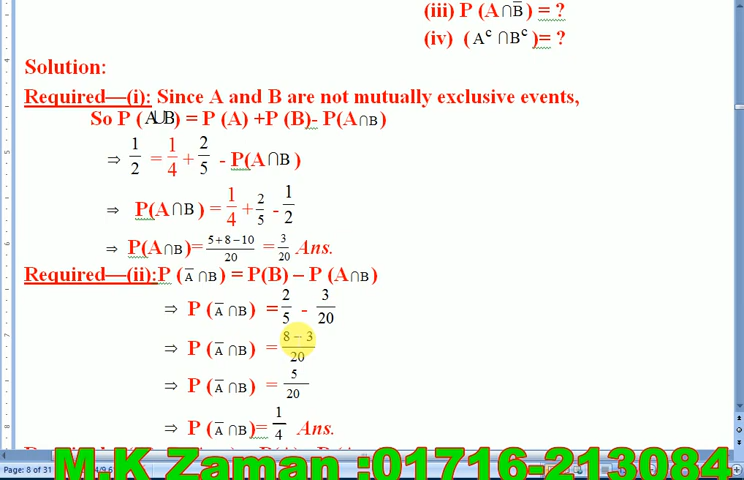 (iii) P (A∩B̅) = ?
(iv) (Aᶜ ∩Bᶜ )= ?
Solution:
Required—(i): Since A and B are not mutually exclusive events,
So P (A∪B) = P (A) +P (B)- P(A∩B)
⇒ 1/2 = 1/4 + 2/5 - P(A∩B)
⇒ P(A∩B) = 1/4 + 2/5 - 1/2
⇒ P(A∩B)= (5+8−10)/20 = 3/20 Ans.
Required—(ii): P (A̅ ∩B) = P(B) – P (A∩B)
⇒ P (A̅ ∩B) = 2/5 - 3/20
⇒ P (A̅ ∩B) = (8 − 3)/20
⇒ P (A̅ ∩B) = 5/20
⇒ P (A̅ ∩B)= 1/4 Ans.
Page: 8 of 31
M.K Zaman :01716-213084